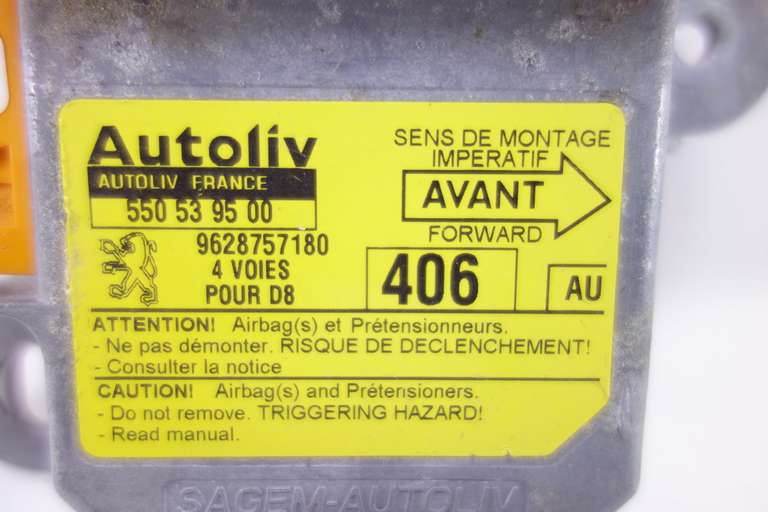 Autoliv
AUTOLIV FRANCE
550 53 95 00
9628757180
4 VOIES
POUR D8
SENS DE MONTAGE
IMPERATIF
AVANT
FORWARD
406
AU
ATTENTION! Airbag(s) et Prétensionneurs.
- Ne pas démonter. RISQUE DE DECLENCHEMENT!
- Consulter la notice
CAUTION! Airbag(s) and Prétensioners.
- Do not remove. TRIGGERING HAZARD!
- Read manual.
SAGEM-AUTOLIV